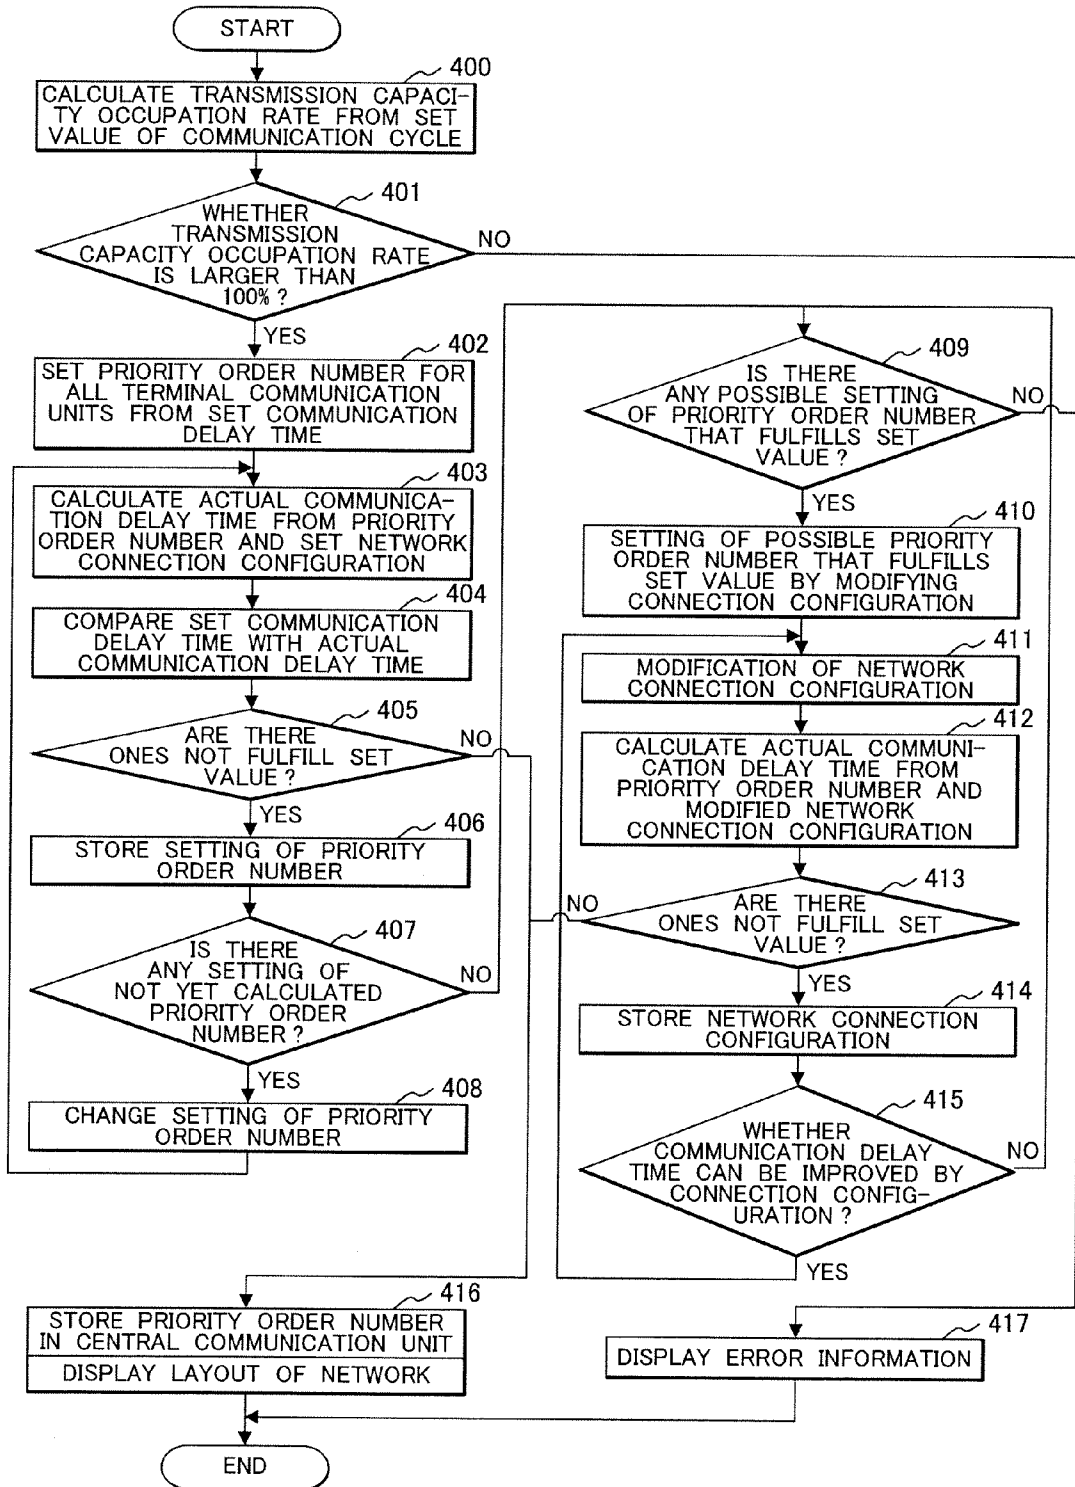 START
400
CALCULATE TRANSMISSION CAPACI-
TY OCCUPATION RATE FROM SET
VALUE OF COMMUNICATION CYCLE
401
WHETHER
TRANSMISSION
CAPACITY OCCUPATION RATE
IS LARGER THAN
100%?
NO
YES
402
SET PRIORITY ORDER NUMBER FOR
ALL TERMINAL COMMUNICATION
UNITS FROM SET COMMUNICATION
DELAY TIME
403
CALCULATE ACTUAL COMMUNICA-
TION DELAY TIME FROM PRIORITY
ORDER NUMBER AND SET NETWORK
CONNECTION CONFIGURATION
404
COMPARE SET COMMUNICATION
DELAY TIME WITH ACTUAL
COMMUNICATION DELAY TIME
405
ARE THERE
ONES NOT FULFILL SET
VALUE?
NO
YES
406
STORE SETTING OF PRIORITY
ORDER NUMBER
407
IS THERE
ANY SETTING OF
NOT YET CALCULATED
PRIORITY ORDER
NUMBER?
NO
YES
408
CHANGE SETTING OF PRIORITY
ORDER NUMBER
409
IS THERE
ANY POSSIBLE SETTING
OF PRIORITY ORDER NUMBER
THAT FULFILLS SET
VALUE?
NO
YES
410
SETTING OF POSSIBLE PRIORITY
ORDER NUMBER THAT FULFILLS
SET VALUE BY MODIFYING
CONNECTION CONFIGURATION
411
MODIFICATION OF NETWORK
CONNECTION CONFIGURATION
412
CALCULATE ACTUAL COMMUNI-
CATION DELAY TIME FROM
PRIORITY ORDER NUMBER AND
MODIFIED NETWORK
CONNECTION CONFIGURATION
413
NO
ARE THERE
ONES NOT FULFILL SET
VALUE?
YES
414
STORE NETWORK CONNECTION
CONFIGURATION
415
WHETHER
COMMUNICATION DELAY
TIME CAN BE IMPROVED BY
CONNECTION CONFIG-
URATION?
NO
YES
416
STORE PRIORITY ORDER NUMBER
IN CENTRAL COMMUNICATION UNIT
DISPLAY LAYOUT OF NETWORK
417
DISPLAY ERROR INFORMATION
END